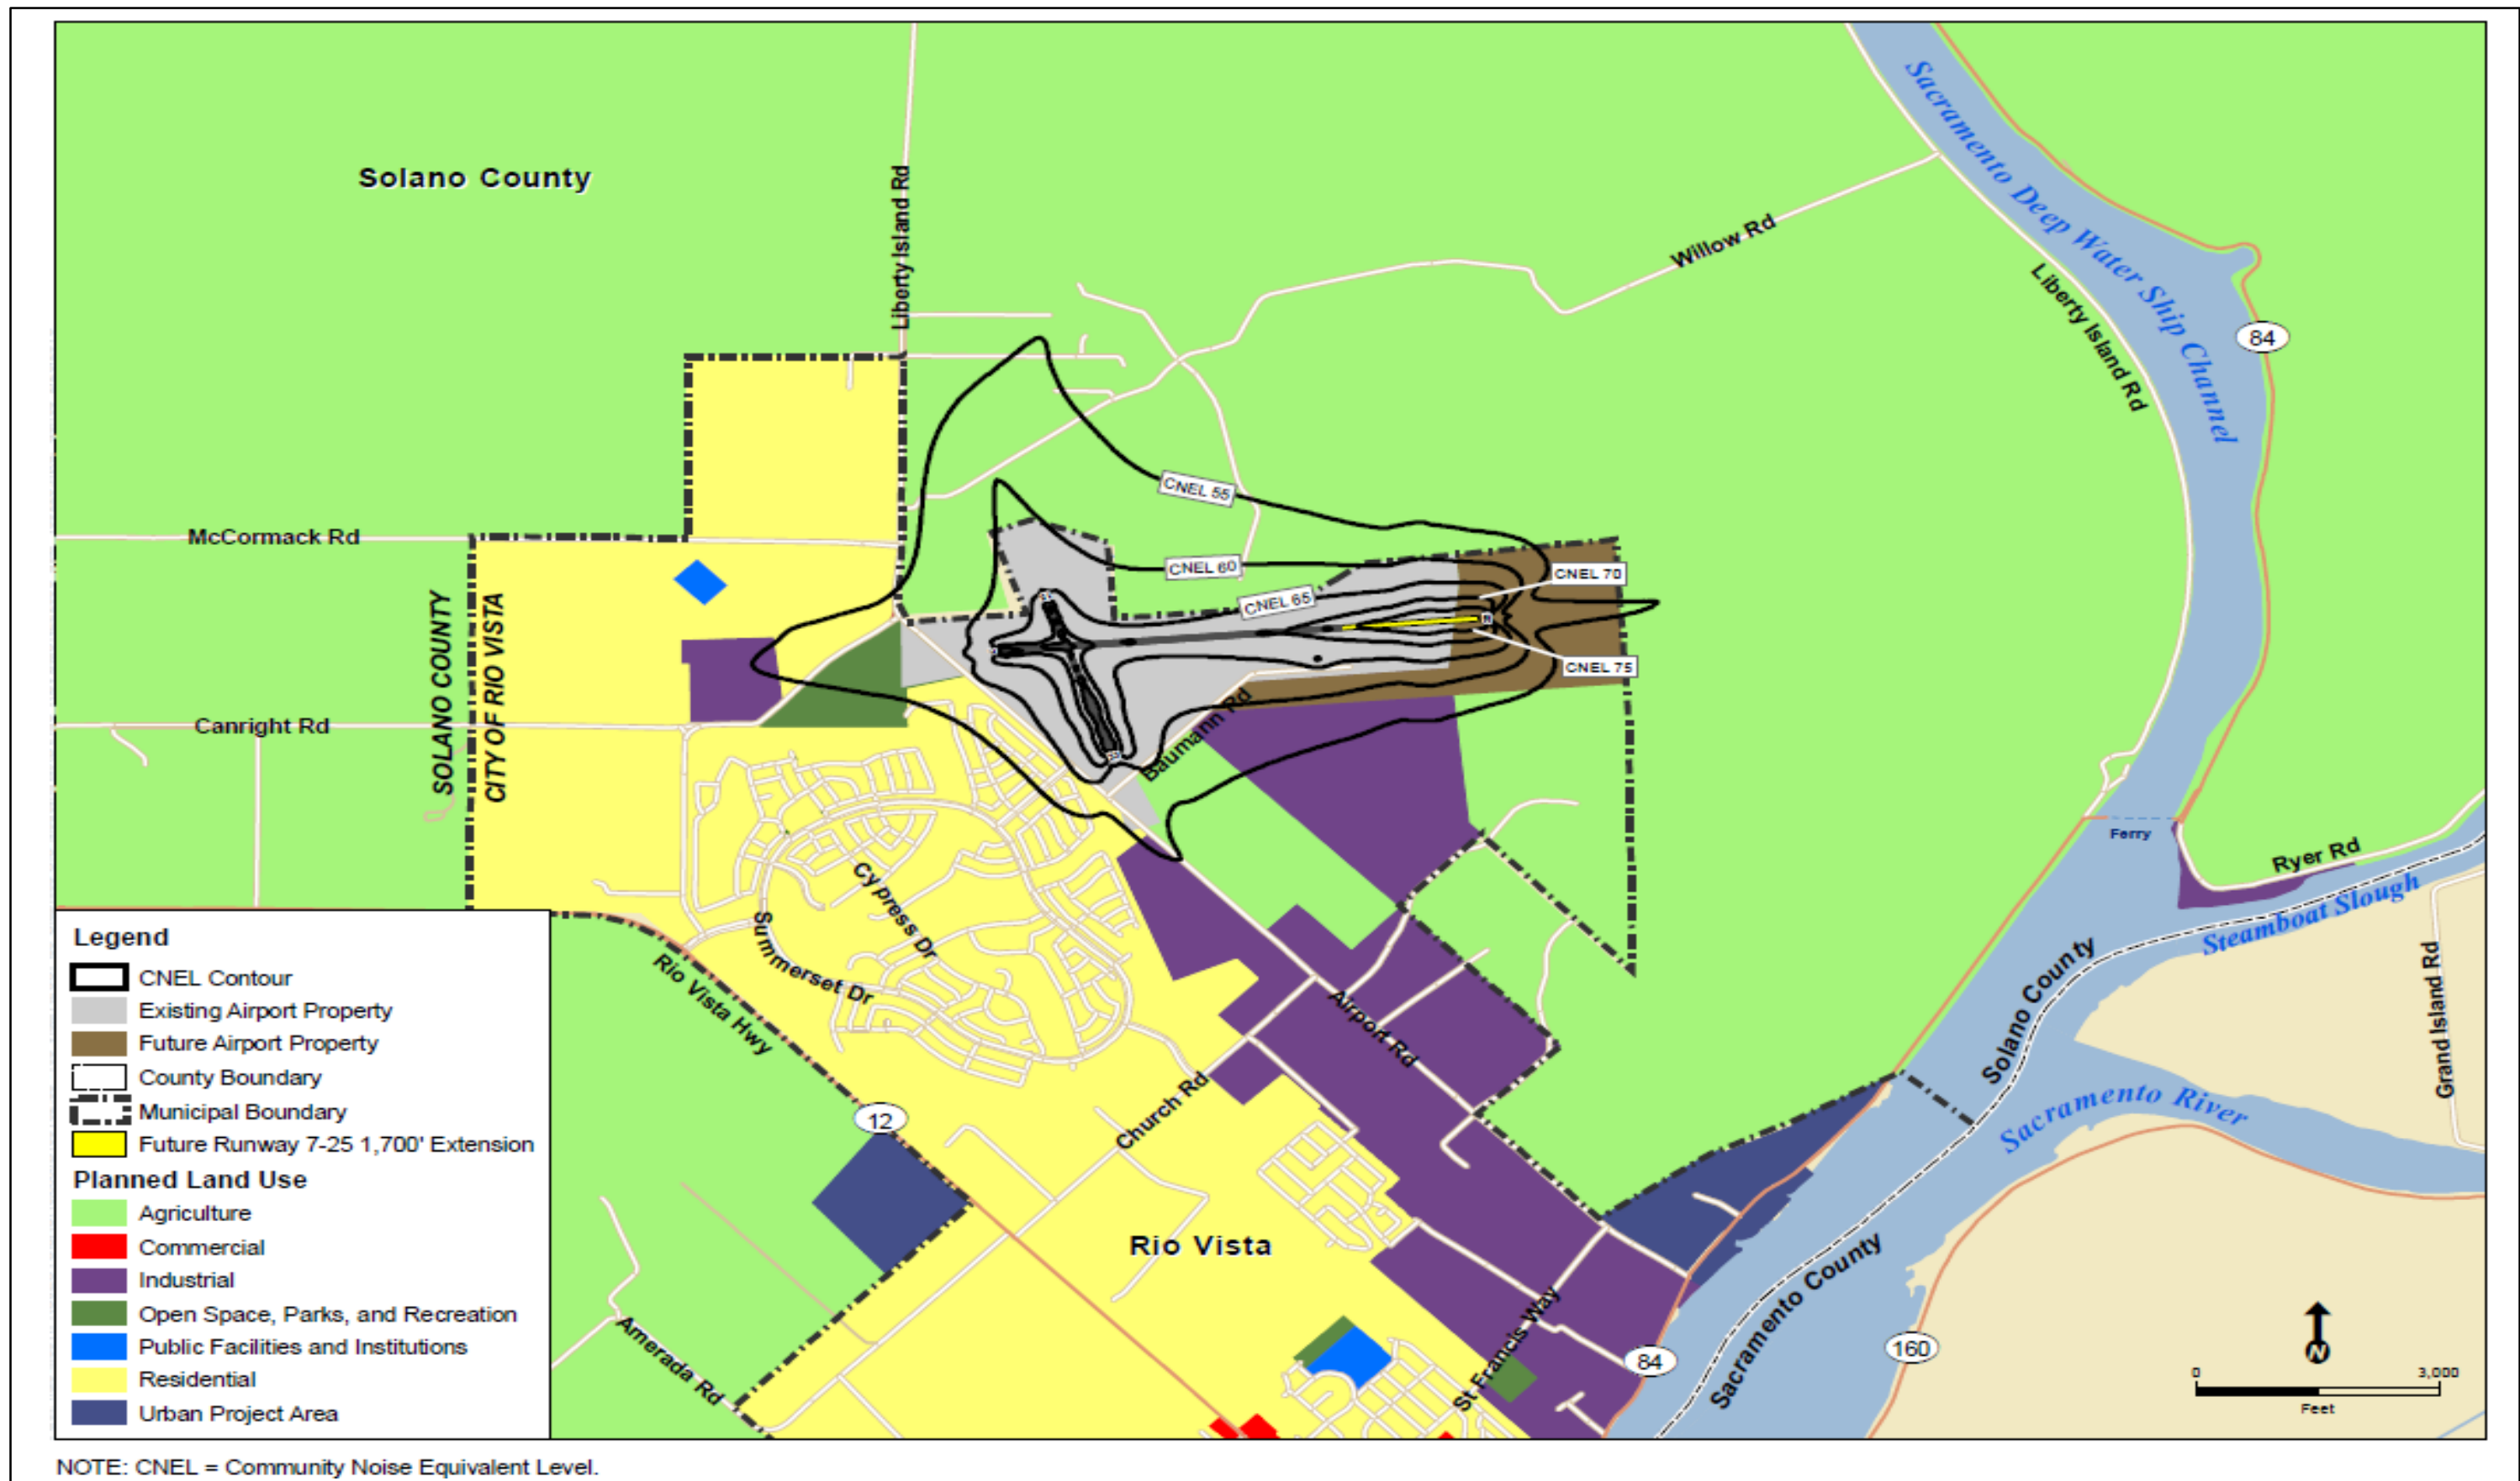 Solano County
Liberty Island Rd
Willow Rd
Sacramento Deep Water Ship Channel
Liberty Island Rd
84
CNEL 55
McCormack Rd
CNEL 60
CNEL 65
CNEL 70
CNEL 75
SOLANO COUNTY
CITY OF RIO VISTA
Canright Rd
Baumann Rd
Ferry
Ryer Rd
Steamboat Slough
Cypress Dr
Summerset Dr
Rio Vista Hwy
Airport Rd
Solano County
Grand Island Rd
Sacramento River
12
Church Rd
Rio Vista
Sacramento County
St Francis Way
84
160
Amerada Rd
N
0 3,000
Feet
Legend
CNEL Contour
Existing Airport Property
Future Airport Property
County Boundary
Municipal Boundary
Future Runway 7-25 1,700' Extension
Planned Land Use
Agriculture
Commercial
Industrial
Open Space, Parks, and Recreation
Public Facilities and Institutions
Residential
Urban Project Area
NOTE: CNEL = Community Noise Equivalent Level.